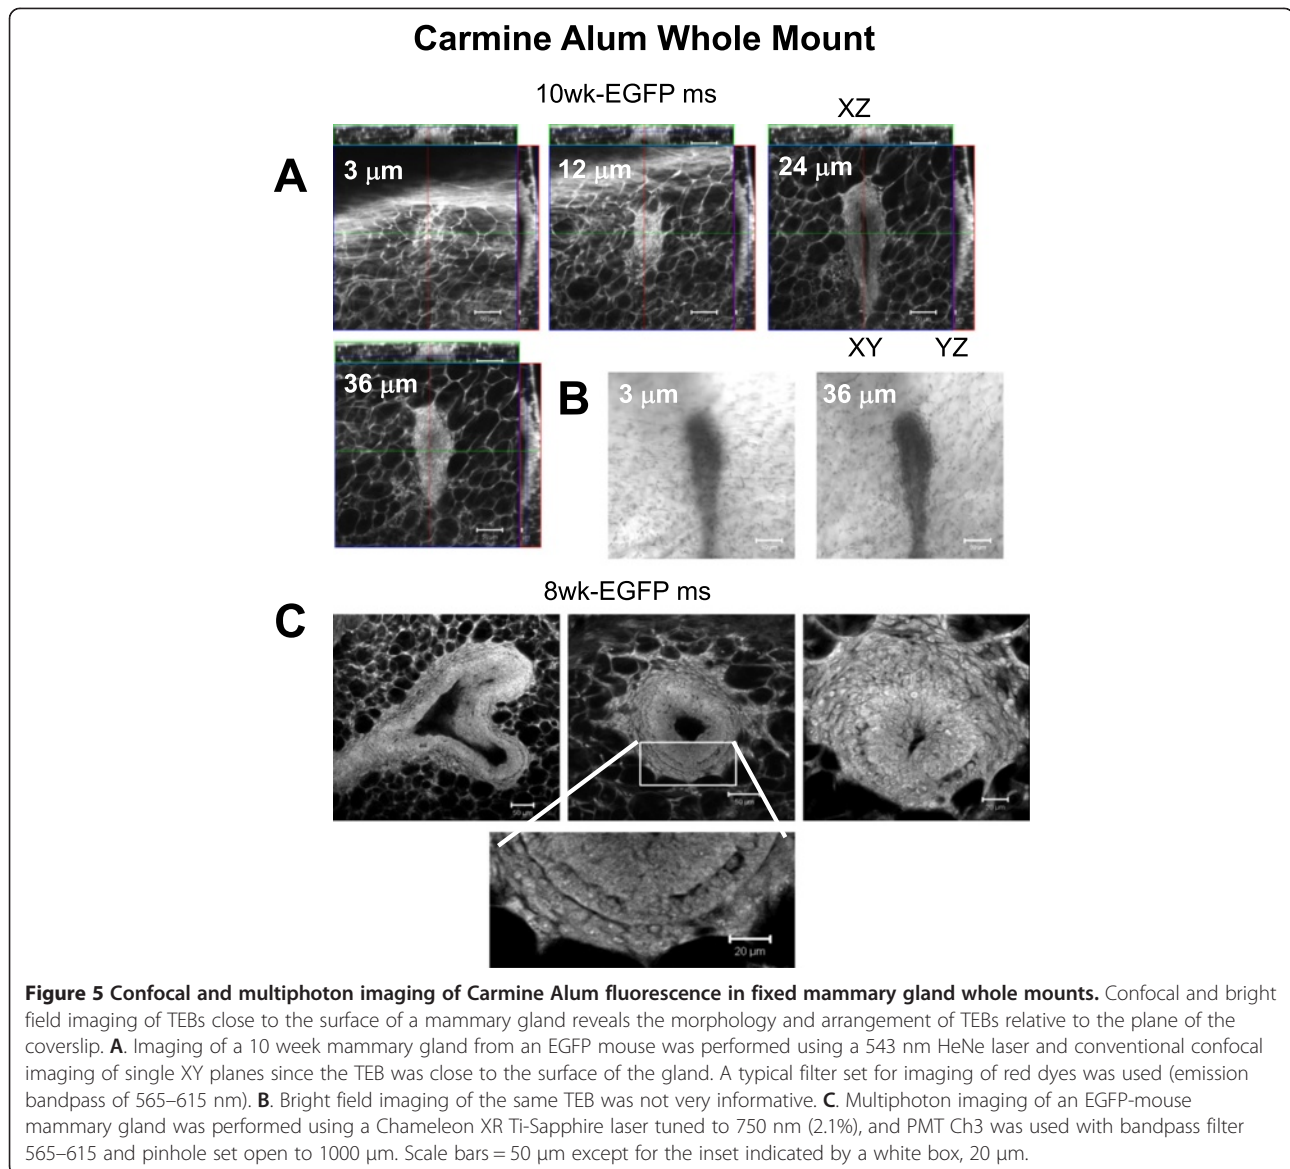 Carmine Alum Whole Mount
10wk-EGFP ms
XZ
A
3 μm
12 μm
24 μm
XY YZ
36 μm
B
3 μm
36 μm
8wk-EGFP ms
C
50 μm
50 μm
20 μm
Figure 5 Confocal and multiphoton imaging of Carmine Alum fluorescence in fixed mammary gland whole mounts. Confocal and bright
field imaging of TEBs close to the surface of a mammary gland reveals the morphology and arrangement of TEBs relative to the plane of the
coverslip. A. Imaging of a 10 week mammary gland from an EGFP mouse was performed using a 543 nm HeNe laser and conventional confocal
imaging of single XY planes since the TEB was close to the surface of the gland. A typical filter set for imaging of red dyes was used (emission
bandpass of 565–615 nm). B. Bright field imaging of the same TEB was not very informative. C. Multiphoton imaging of an EGFP-mouse
mammary gland was performed using a Chameleon XR Ti-Sapphire laser tuned to 750 nm (2.1%), and PMT Ch3 was used with bandpass filter
565–615 and pinhole set open to 1000 μm. Scale bars = 50 μm except for the inset indicated by a white box, 20 μm.